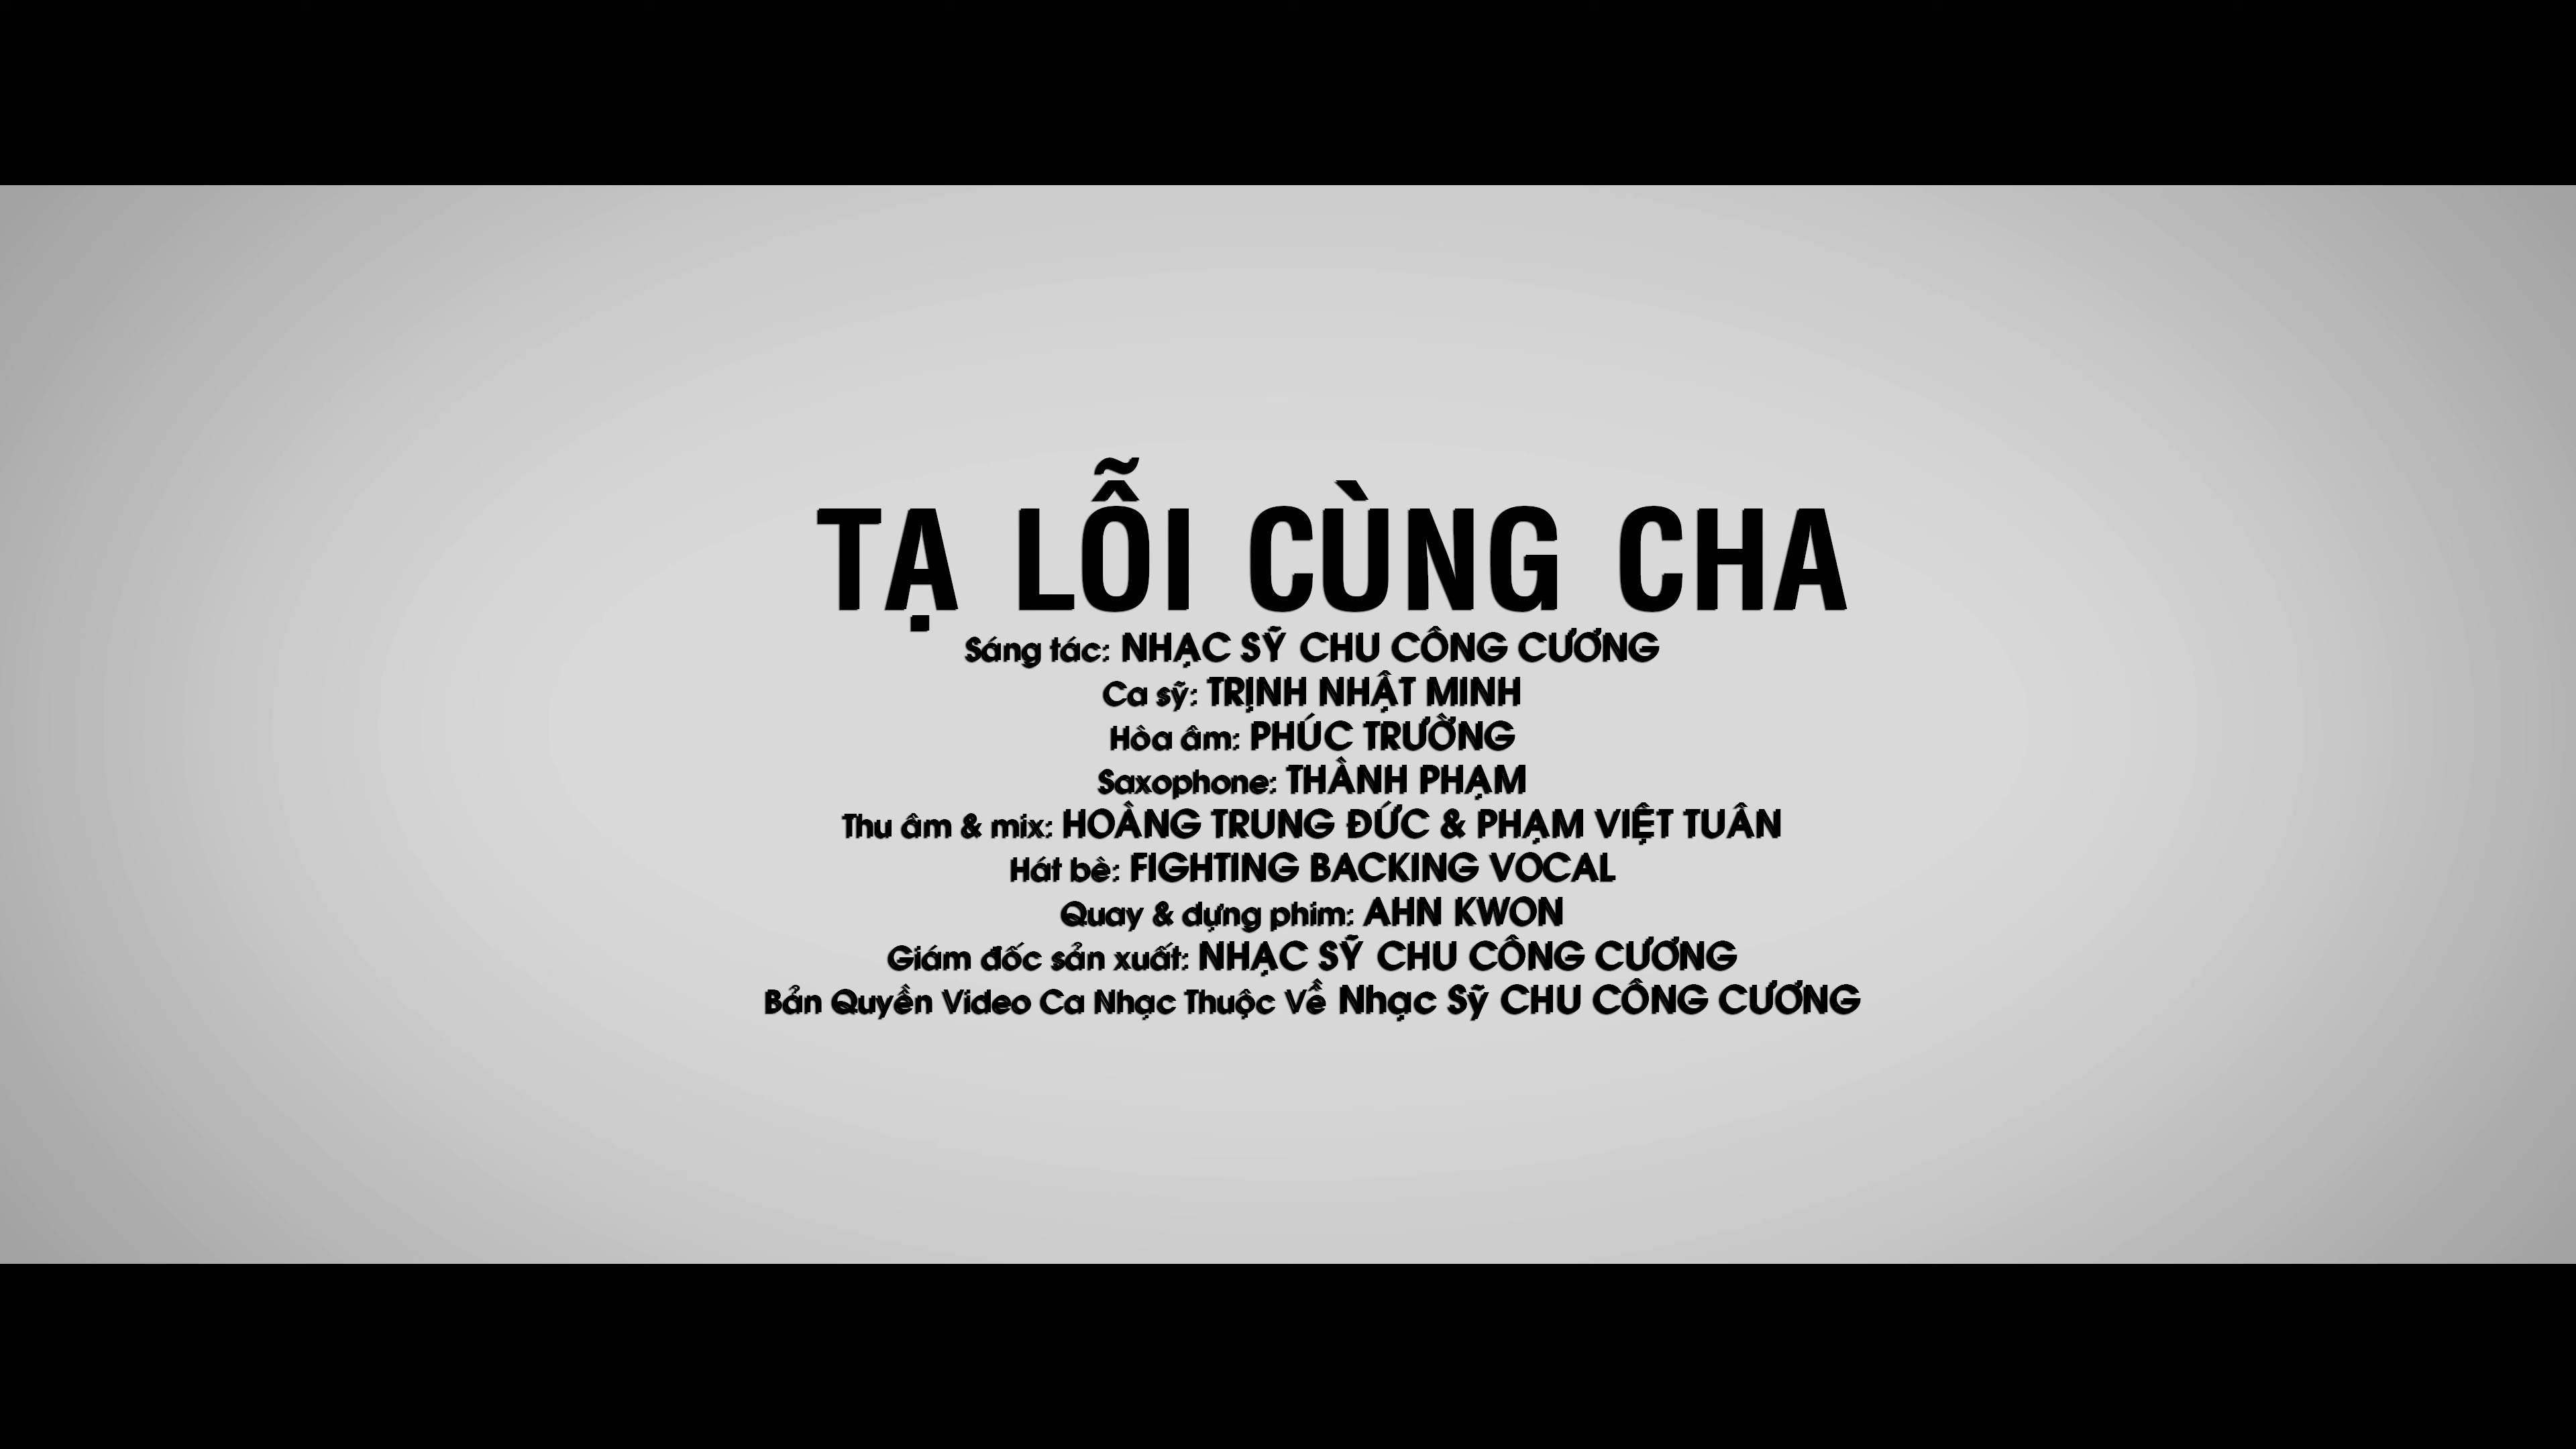 TẠ LỖI CÙNG CHA
Sáng tác: NHẠC SỸ CHU CÔNG CƯƠNG
Ca sỹ: TRỊNH NHẬT MINH
Hòa âm: PHÚC TRƯỜNG
Saxophone: THÀNH PHẠM
Thu âm & mix: HOÀNG TRUNG ĐỨC & PHẠM VIỆT TUÂN
Hát bè: FIGHTING BACKING VOCAL
Quay & dựng phim: AHN KWON
Giám đốc sản xuất: NHẠC SỸ CHU CÔNG CƯƠNG
Bản Quyền Video Ca Nhạc Thuộc Về Nhạc Sỹ CHU CÔNG CƯƠNG